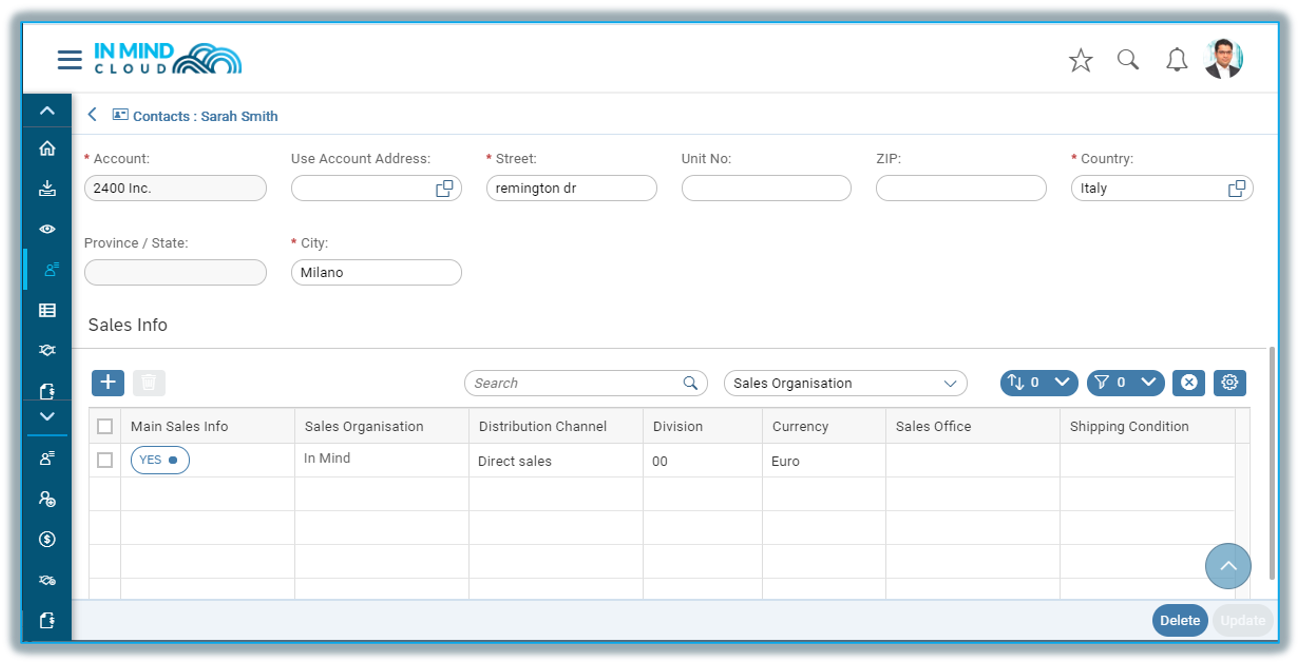 IN MIND
CLOUD
Contacts : Sarah Smith
* Account: Use Account Address: * Street: Unit No: ZIP: * Country:
2400 Inc. remington dr Italy
Province / State: * City:
Milano
Sales Info
Search Sales Organisation 0 0
Main Sales Info Sales Organisation Distribution Channel Division Currency Sales Office Shipping Condition
YES In Mind Direct sales 00 Euro
Delete Update